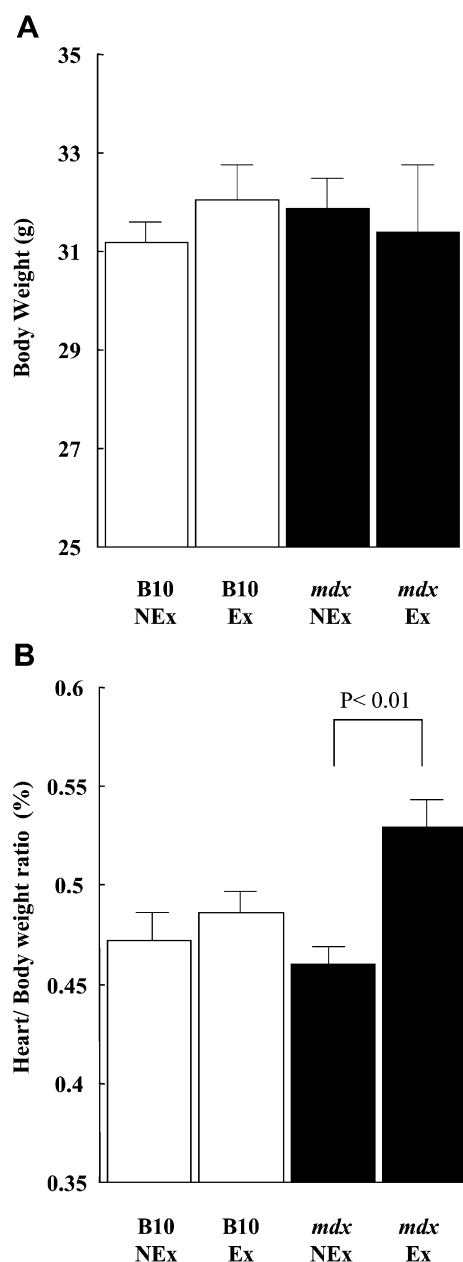 A
35
33
31
29
27
25
Body Weight (g)
B10 B10 mdx mdx
NEx Ex NEx Ex
B
0.6
0.55
0.5
0.45
0.4
0.35
Heart/ Body weight ratio (%)
P< 0.01
B10 B10 mdx mdx
NEx Ex NEx Ex